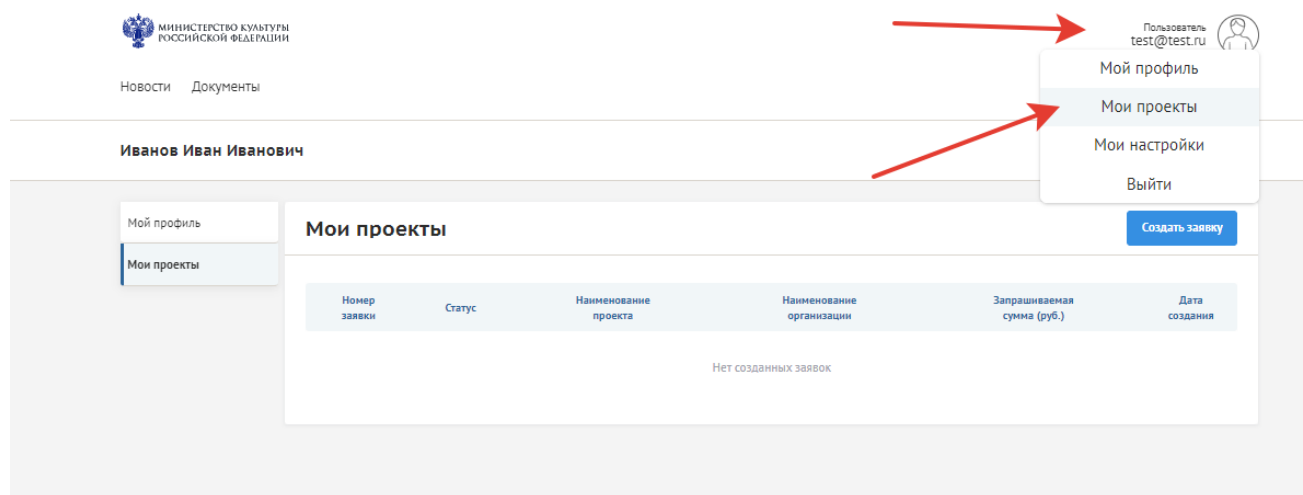 МИНИСТЕРСТВО КУЛЬТУРЫ
РОССИЙСКОЙ ФЕДЕРАЦИИ
Пользователь
test@test.ru
Новости Документы
Мой профиль
Мои проекты
Мои настройки
Выйти
Иванов Иван Иванович
Мой профиль
Мои проекты
Мои проекты
Создать заявку
Номер
заявки
Статус
Наименование
проекта
Наименование
организации
Запрашиваемая
сумма (руб.)
Дата
создания
Нет созданных заявок